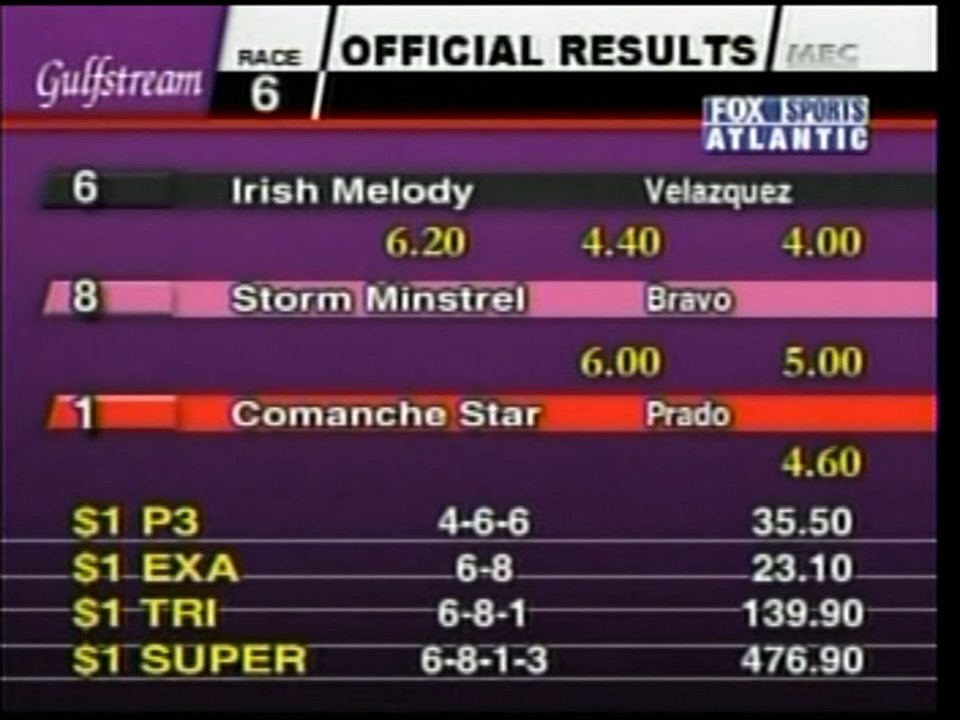 Gulfstream RACE 6 OFFICIAL RESULTS MEC
FOX SPORTS
ATLANTIC
6 Irish Melody Velazquez
6.20 4.40 4.00
8 Storm Minstrel Bravo
6.00 5.00
1 Comanche Star Prado
4.60
$1 P3 4-6-6 35.50
$1 EXA 6-8 23.10
$1 TRI 6-8-1 139.90
$1 SUPER 6-8-1-3 476.90